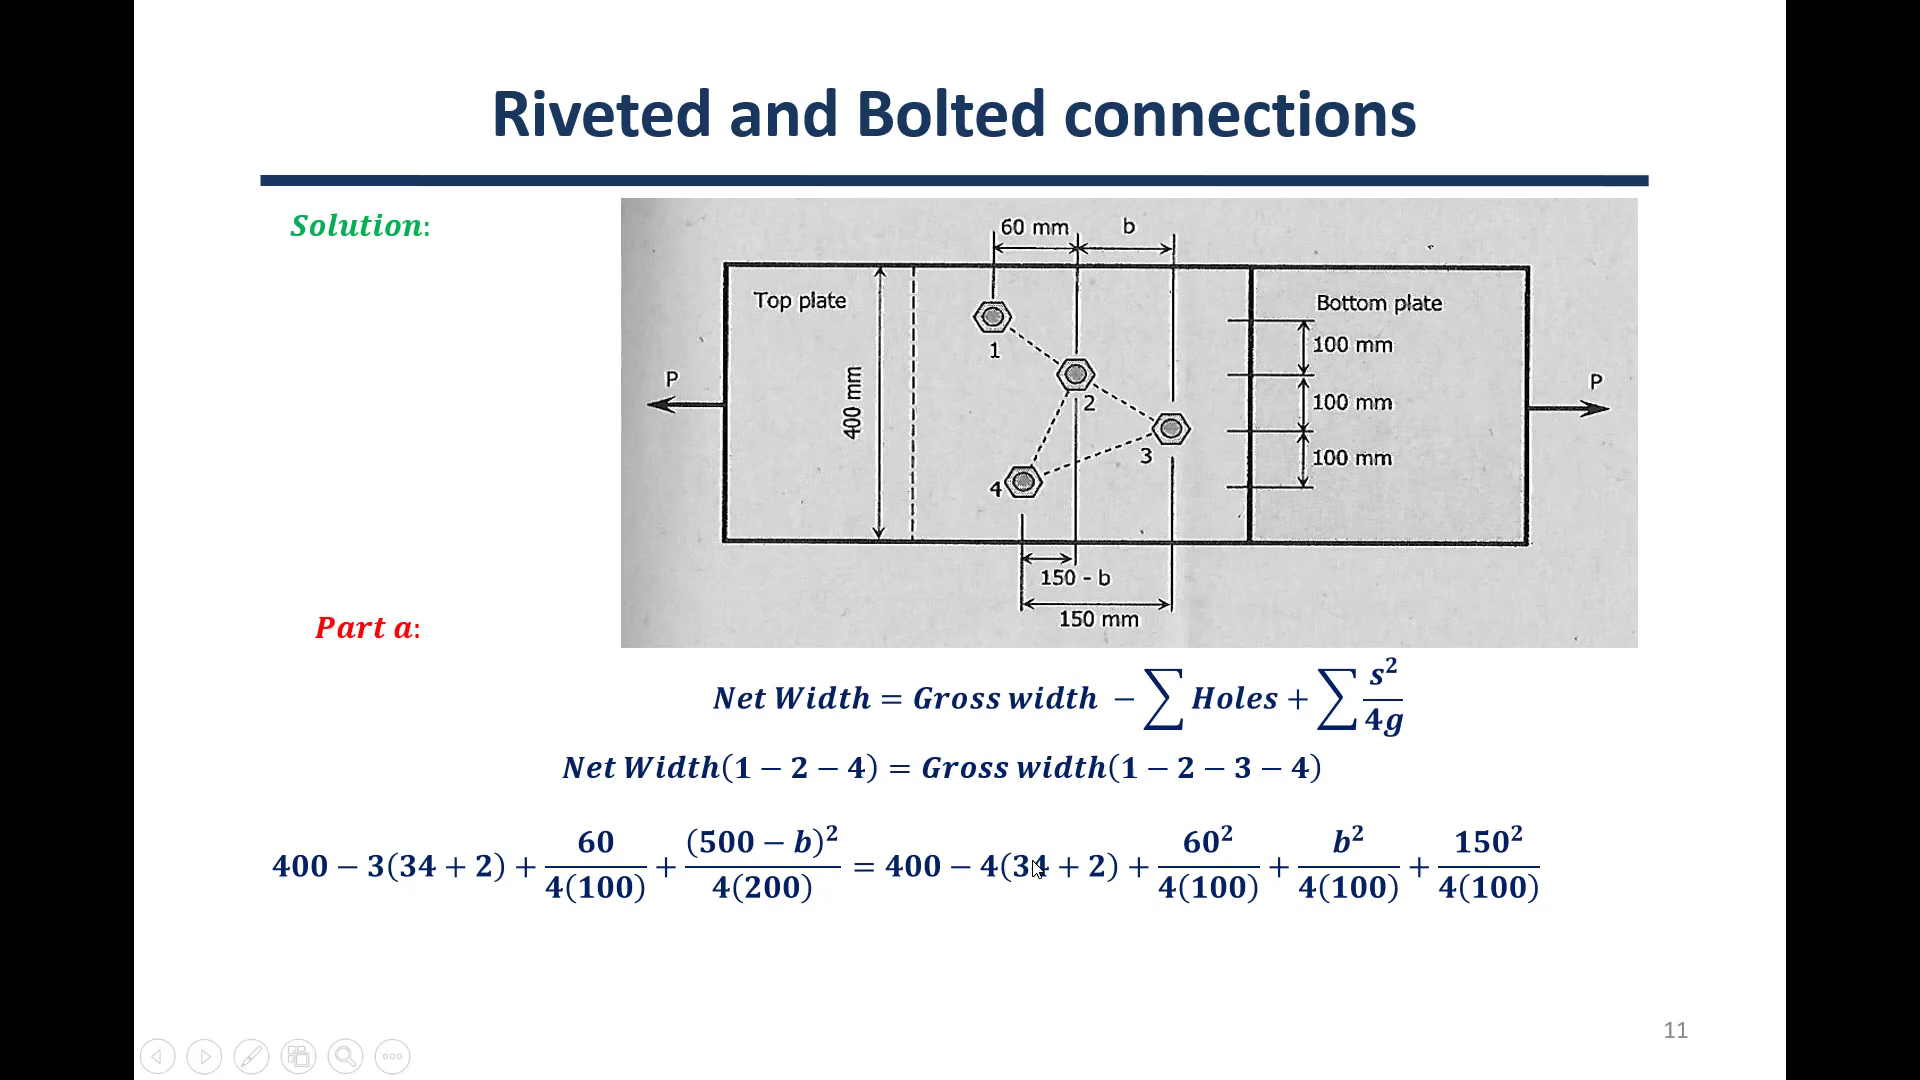 Riveted and Bolted connections
Solution:
60 mm b
Top plate
Bottom plate
1
100 mm
P
P
400 mm
2
100 mm
3
100 mm
4
150 - b
150 mm
Part a:
Net Width = Gross width − ∑ Holes + ∑ s²/4g
Net Width(1 − 2 − 4) = Gross width(1 − 2 − 3 − 4)
400 − 3(34 + 2) + 60/4(100) + (500 − b)²/4(200) = 400 − 4(34 + 2) + 60²/4(100) + b²/4(100) + 150²/4(100)
11